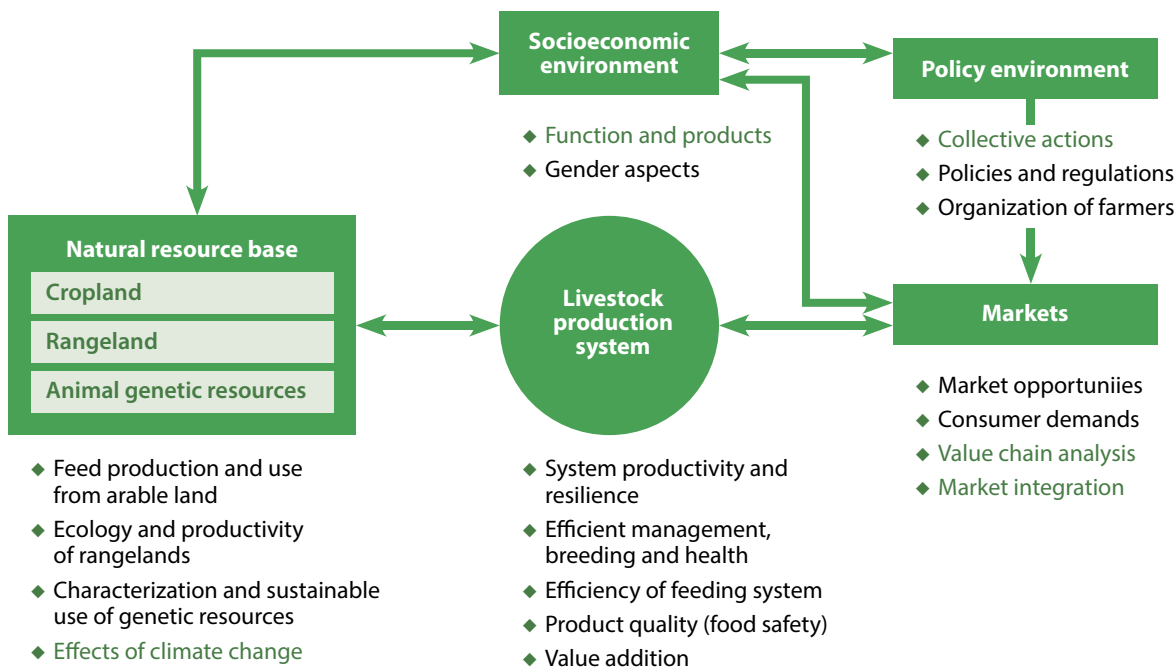 Socioeconomic
environment
Policy environment
◆ Function and products
◆ Gender aspects
◆ Collective actions
◆ Policies and regulations
◆ Organization of farmers
Natural resource base
Cropland
Rangeland
Animal genetic resources
Livestock
production
system
Markets
◆ Feed production and use
from arable land
◆ Ecology and productivity
of rangelands
◆ Characterization and sustainable
use of genetic resources
◆ Effects of climate change
◆ System productivity and
resilience
◆ Efficient management,
breeding and health
◆ Efficiency of feeding system
◆ Product quality (food safety)
◆ Value addition
◆ Market opportuniies
◆ Consumer demands
◆ Value chain analysis
◆ Market integration